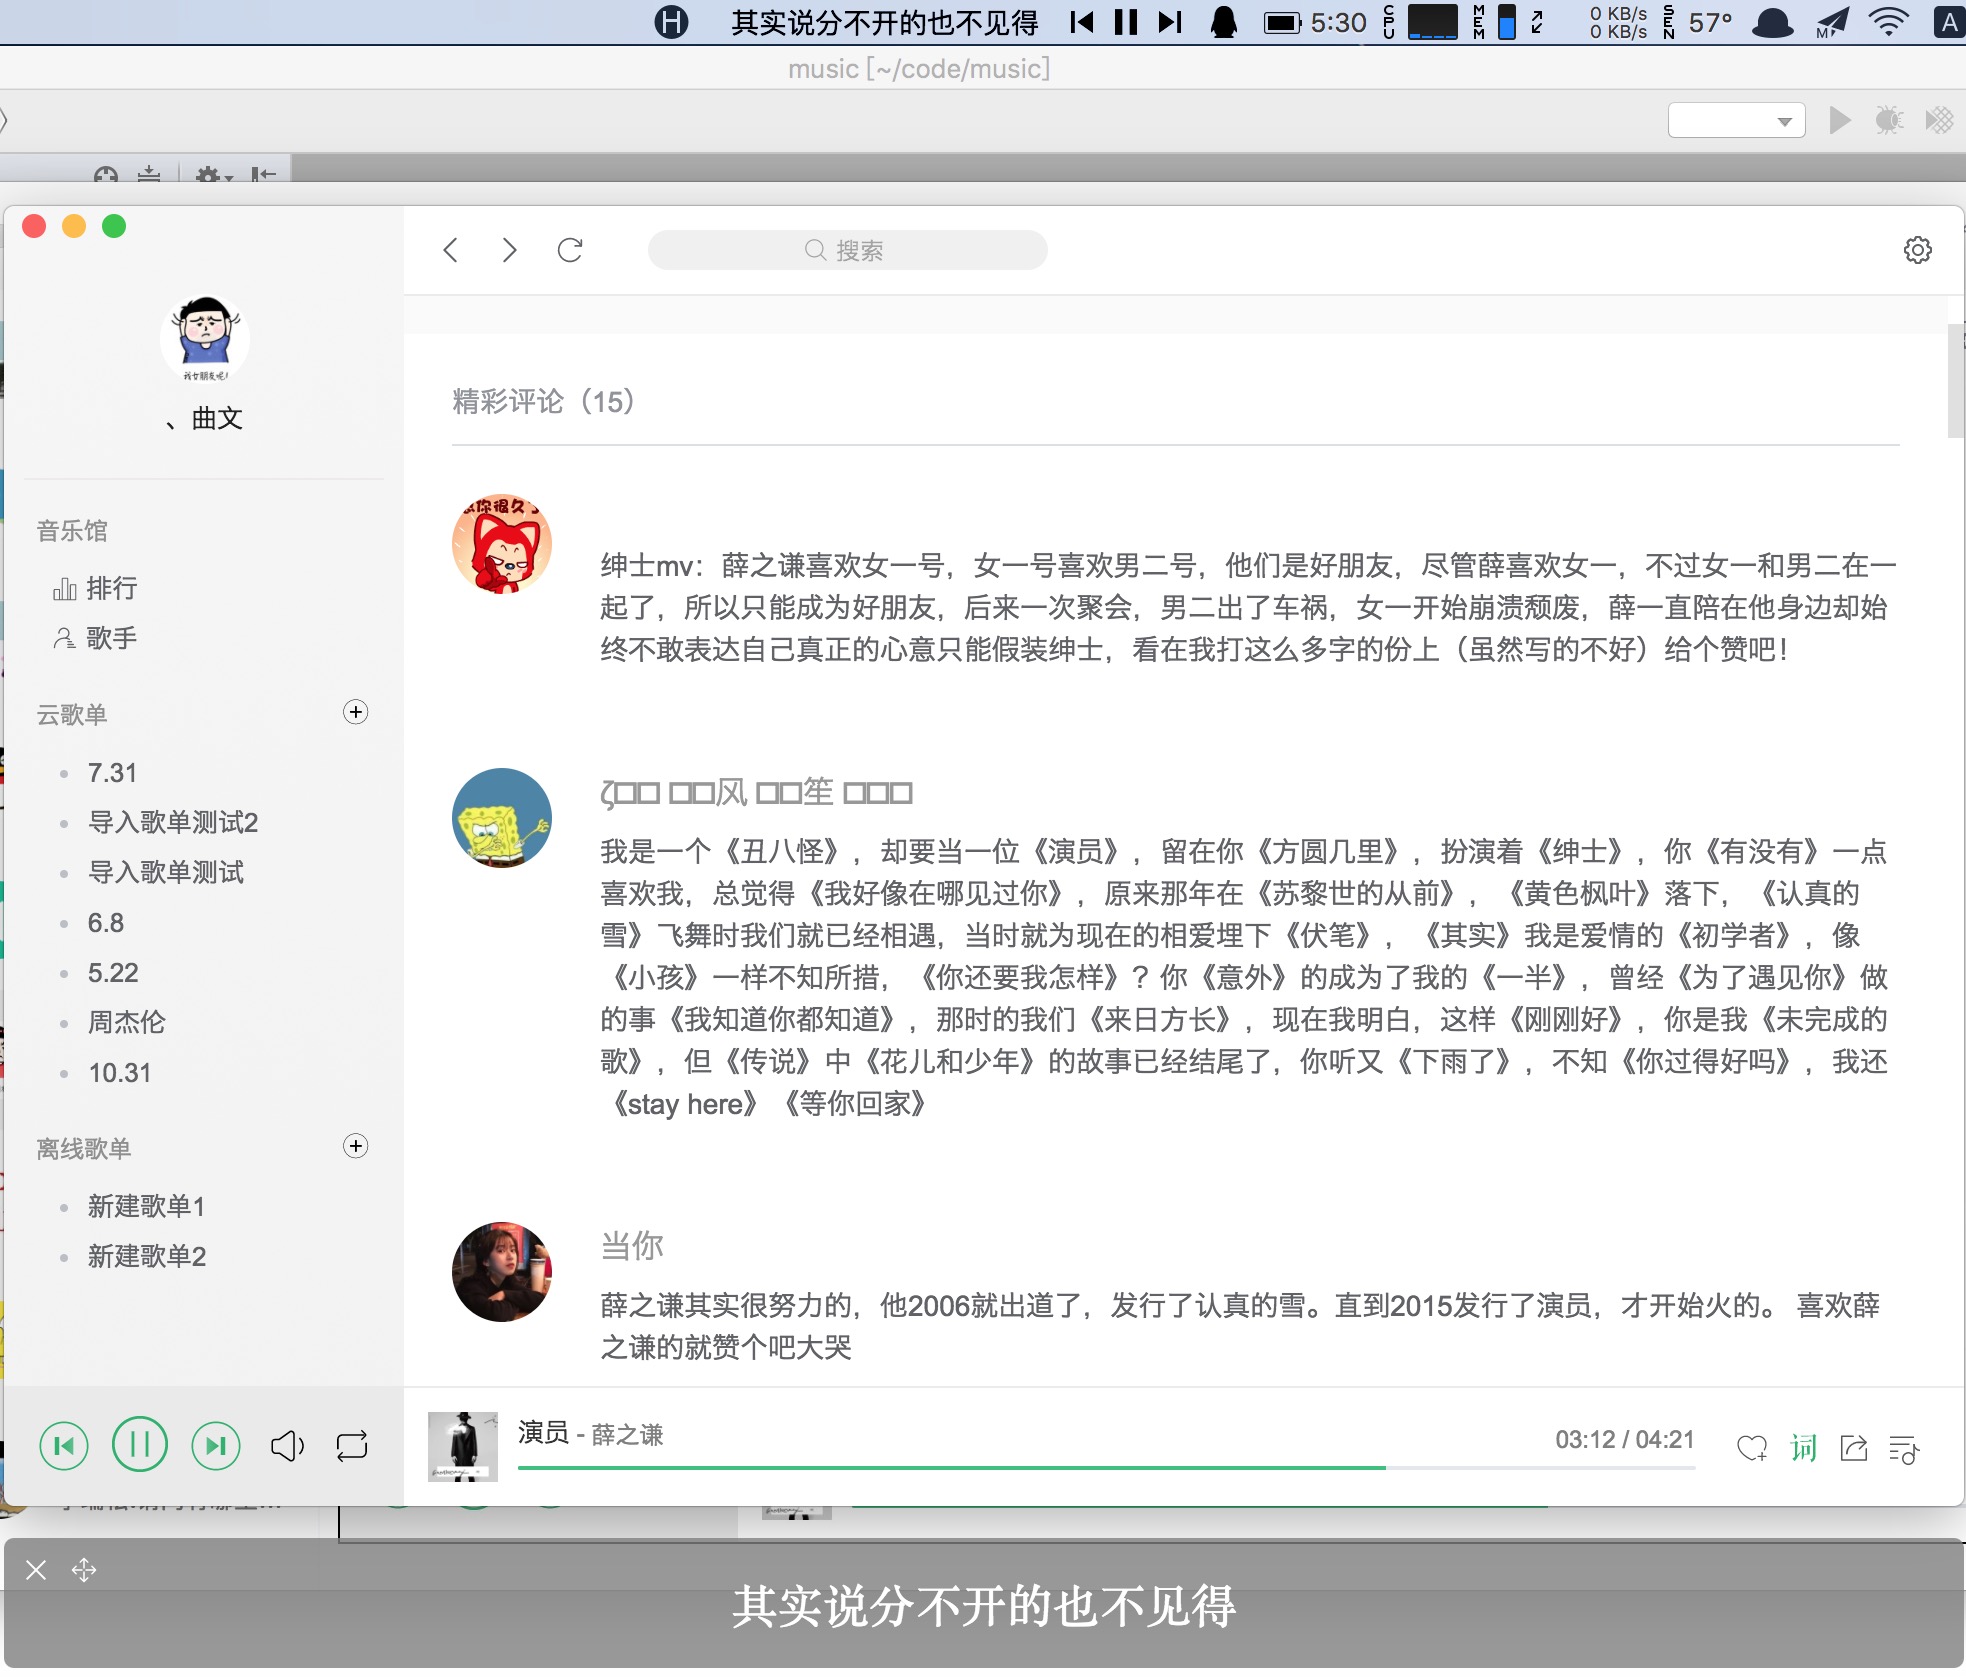 其实说分不开的也不见得
5:30
CPU
MEM
0 KB/s
0 KB/s
SEN
57°
M
A
music [~/code/music]
搜索
我女朋友呢!
、曲文
音乐馆
排行
歌手
云歌单
7.31
导入歌单测试2
导入歌单测试
6.8
5.22
周杰伦
10.31
离线歌单
新建歌单1
新建歌单2
精彩评论（15）
你很久了
绅士mv：薛之谦喜欢女一号，女一号喜欢男二号，他们是好朋友，尽管薛喜欢女一，不过女一和男二在一
起了，所以只能成为好朋友，后来一次聚会，男二出了车祸，女一开始崩溃颓废，薛一直陪在他身边却始
终不敢表达自己真正的心意只能假装绅士，看在我打这么多字的份上（虽然写的不好）给个赞吧！
ζ□□ □□风 □□笙 □□□
我是一个《丑八怪》，却要当一位《演员》，留在你《方圆几里》，扮演着《绅士》，你《有没有》一点
喜欢我，总觉得《我好像在哪见过你》，原来那年在《苏黎世的从前》，《黄色枫叶》落下，《认真的
雪》飞舞时我们就已经相遇，当时就为现在的相爱埋下《伏笔》，《其实》我是爱情的《初学者》，像
《小孩》一样不知所措，《你还要我怎样》？你《意外》的成为了我的《一半》，曾经《为了遇见你》做
的事《我知道你都知道》，那时的我们《来日方长》，现在我明白，这样《刚刚好》，你是我《未完成的
歌》，但《传说》中《花儿和少年》的故事已经结尾了，你听又《下雨了》，不知《你过得好吗》，我还
《stay here》《等你回家》
当你
薛之谦其实很努力的，他2006就出道了，发行了认真的雪。直到2015发行了演员，才开始火的。 喜欢薛
之谦的就赞个吧大哭
演员 - 薛之谦
03:12 / 04:21
词
其实说分不开的也不见得